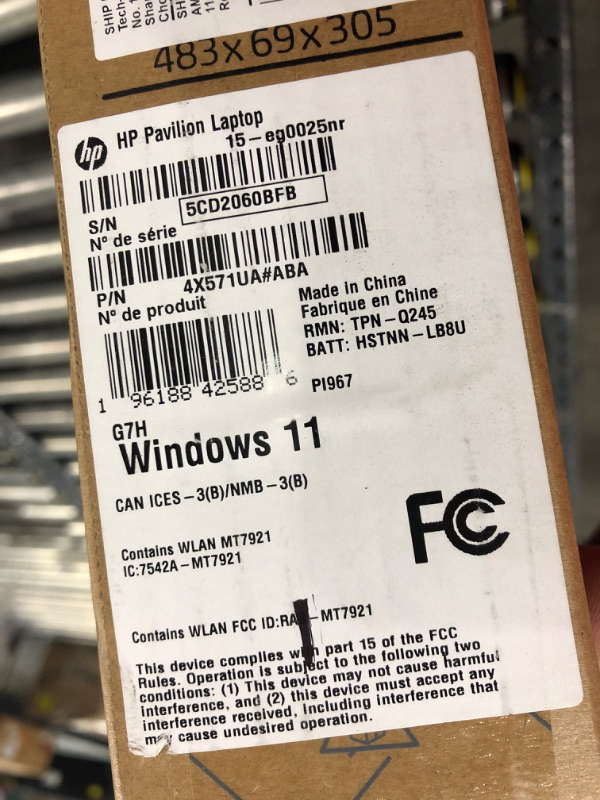 483x69x305
hp
HP Pavilion Laptop
15-eg0025nr
S/N
5CD2060BFB
Nº de série
P/N
4X571UA#ABA
Nº de produit
Made in China
Fabrique en Chine
RMN: TPN-Q245
BATT: HSTNN-LB8U
1 96188 42588 6
PI967
G7H
Windows 11
CAN ICES-3(B)/NMB-3(B)
FC
Contains WLAN MT7921
IC:7542A-MT7921
Contains WLAN FCC ID:RA -MT7921
This device complies with part 15 of the FCC
Rules. Operation is subject to the following two
conditions: (1) This device may not cause harmful
interference, and (2) this device must accept any
interference received, Including interference that
may cause undesired operation.